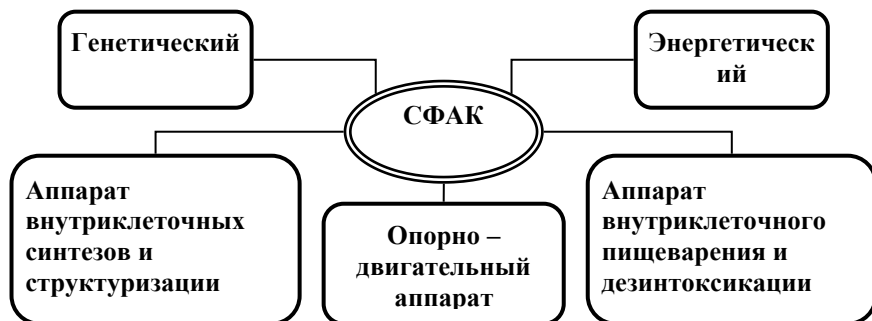 Генетический
Энергетическ
ий
СФАК
Аппарат
внутриклеточных
синтезов и
структуризации
Опорно –
двигательный
аппарат
Аппарат
внутриклеточного
пищеварения и
дезинтоксикации